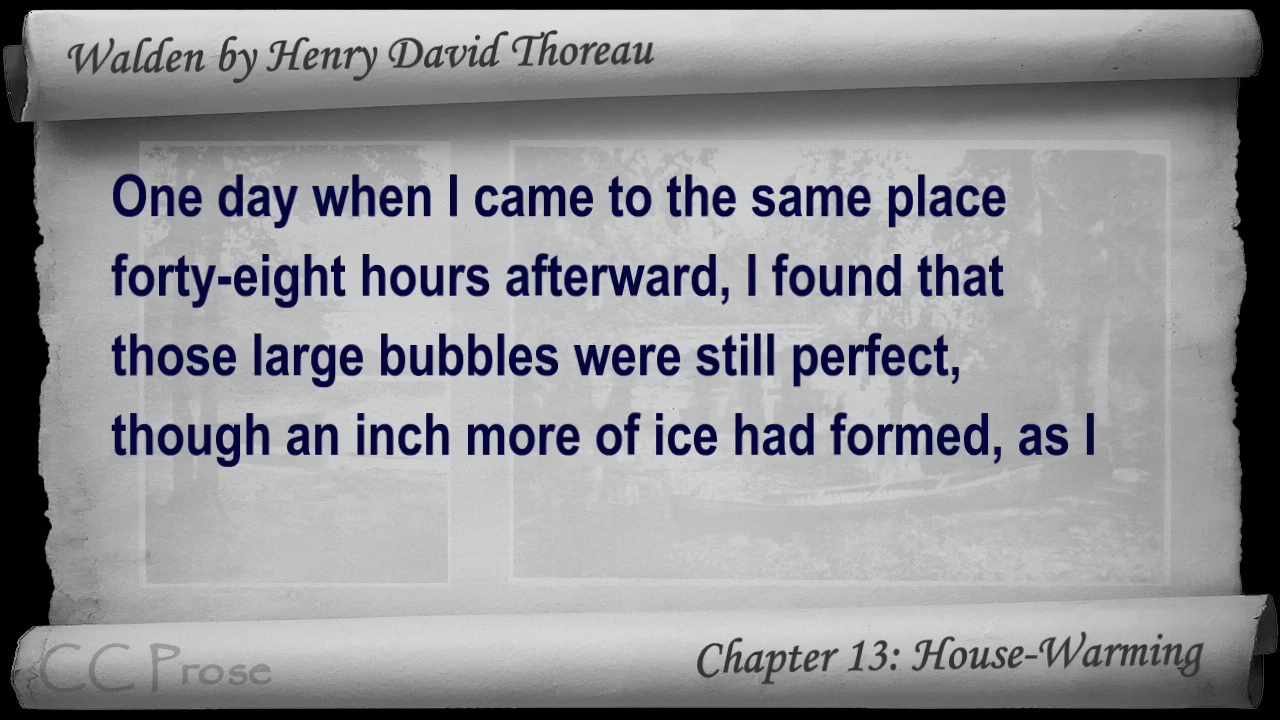 Walden by Henry David Thoreau
One day when I came to the same place
forty-eight hours afterward, I found that
those large bubbles were still perfect,
though an inch more of ice had formed, as I
CC Prose
Chapter 13: House-Warming